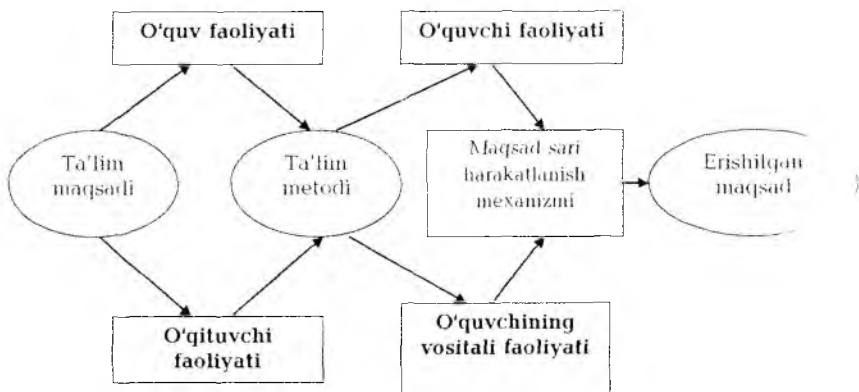 O'quv faoliyati
O'quvchi faoliyati
Ta'lim
maqsadi
Ta'lim
metodi
Maqsad sari
harakatlanish
mexanizmi
Erishilgan
maqsad
O'qituvchi
faoliyati
O'quvchining
vositali faoliyati